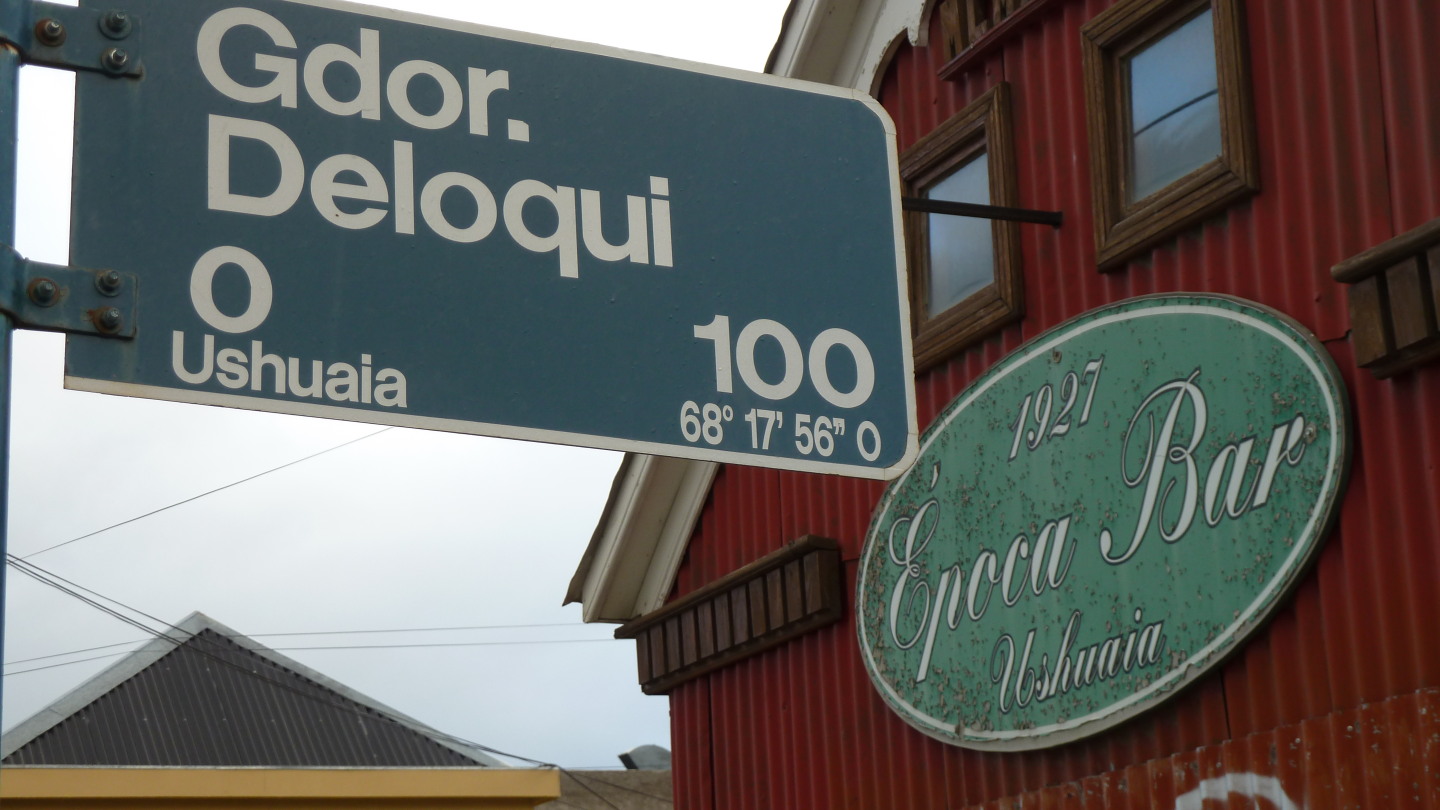 Gdor.
Deloqui
O
Ushuaia
100
68° 17' 56" O
1927
Época Bar
Ushuaia